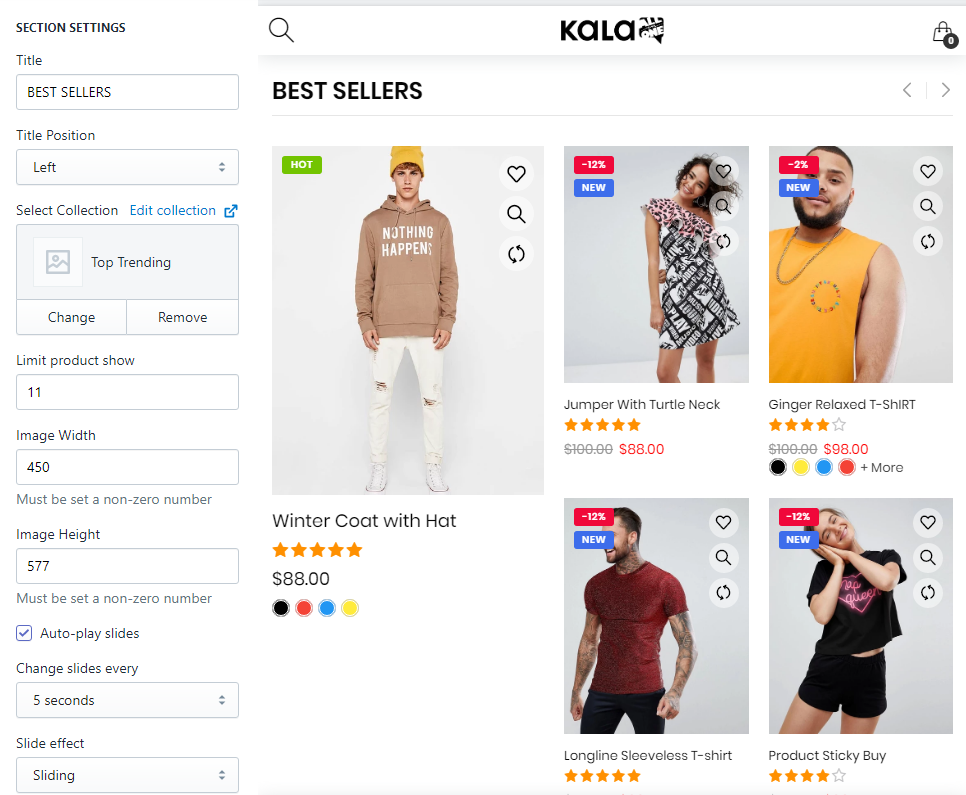 SECTION SETTINGS
Title
BEST SELLERS
Title Position
Left
Select Collection Edit collection
Top Trending
Change Remove
Limit product show
11
Image Width
450
Must be set a non-zero number
Image Height
577
Must be set a non-zero number
Auto-play slides
Change slides every
5 seconds
Slide effect
Sliding
KALA
ONE
0
BEST SELLERS
HOT
NOTHING
HAPPENS
Winter Coat with Hat
$88.00
-12%
NEW
Jumper With Turtle Neck
$100.00 $88.00
-2%
NEW
Ginger Relaxed T-ShIRT
$100.00 $98.00
+ More
-12%
NEW
Longline Sleeveless T-shirt
-12%
NEW
queen
Product Sticky Buy